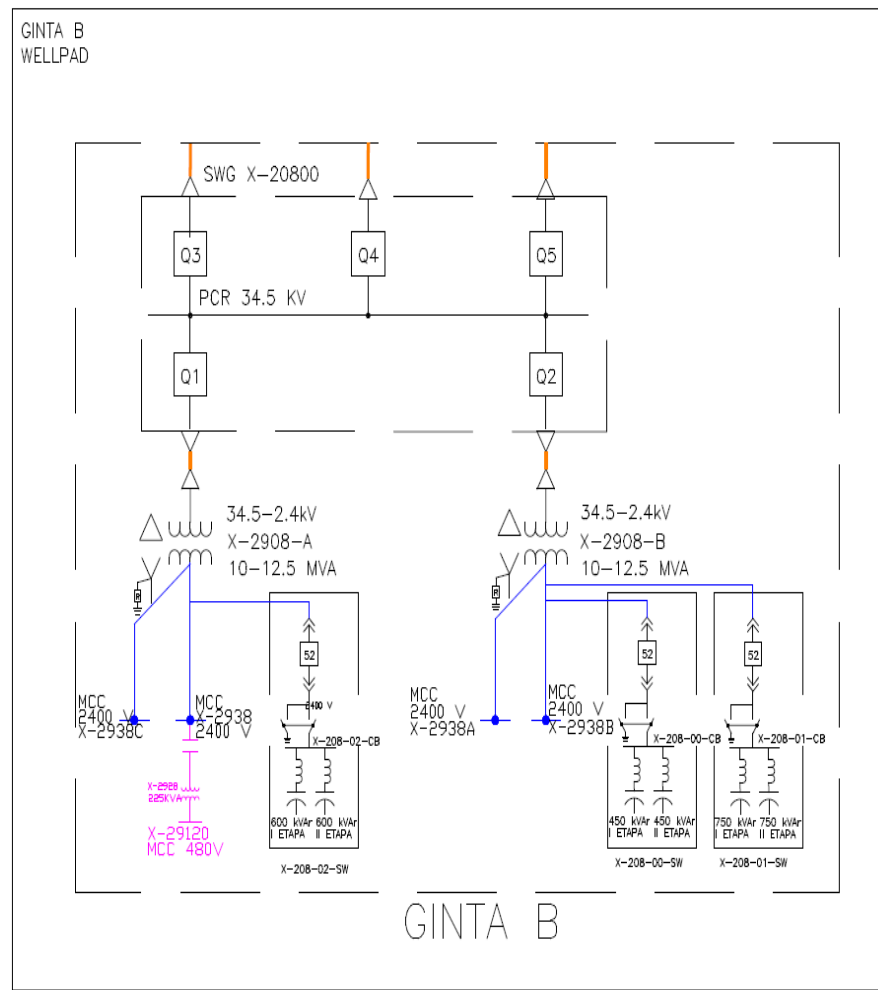 GINTA B
WELLPAD
SWG X-20800
Q3
Q4
Q5
PCR 34.5 KV
Q1
Q2
34.5-2.4kV
X-2908-A
10-12.5 MVA
34.5-2.4kV
X-2908-B
10-12.5 MVA
R
R
52
52
52
MCC
2400 V
X-2938C
MCC
X-2938
2400 V
2400 V
X-208-02-CB
MCC
2400 V
X-2938A
MCC
2400 V
X-2938B
X-208-00-CB
X-208-01-CB
X-2928
225KVA
X-29120
MCC 480V
600 kVAr
I ETAPA
600 kVAr
II ETAPA
X-208-02-SW
450 kVAr
I ETAPA
450 kVAr
II ETAPA
X-208-00-SW
750 kVAr
I ETAPA
750 kVAr
II ETAPA
X-208-01-SW
GINTA B